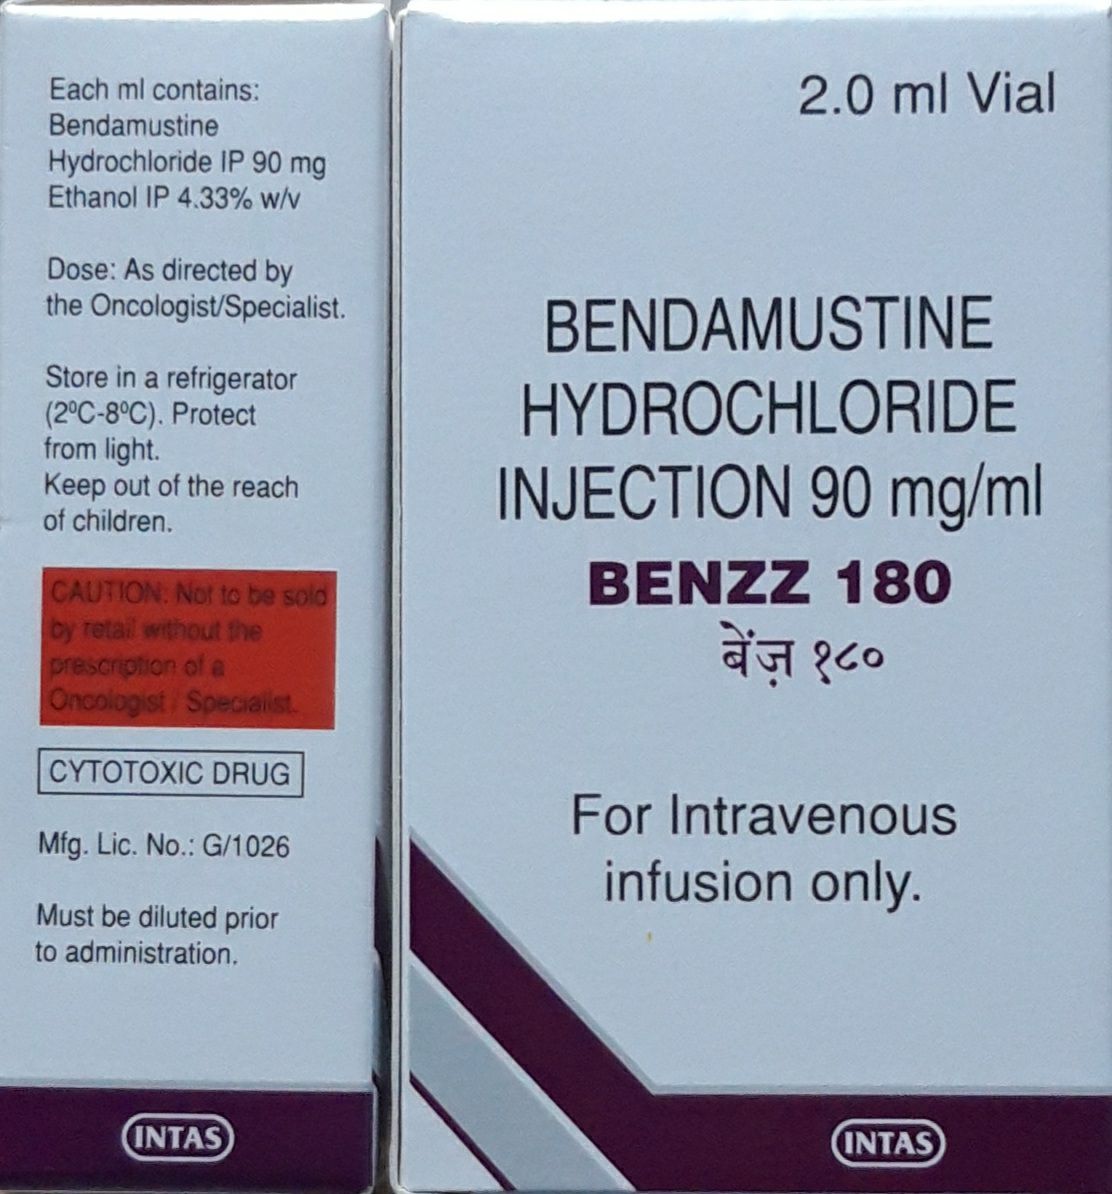 Each ml contains:
Bendamustine
Hydrochloride IP 90 mg
Ethanol IP 4.33% w/v
Dose: As directed by
the Oncologist/Specialist.
Store in a refrigerator
(2⁰C-8⁰C). Protect
from light.
Keep out of the reach
of children.
CAUTION: Not to be sold
by retail without the
prescription of a
Oncologist / Specialist.
CYTOTOXIC DRUG
Mfg. Lic. No.: G/1026
Must be diluted prior
to administration.
INTAS
2.0 ml Vial
BENDAMUSTINE
HYDROCHLORIDE
INJECTION 90 mg/ml
BENZZ 180
बेंज़ १८०
For Intravenous
infusion only.
INTAS